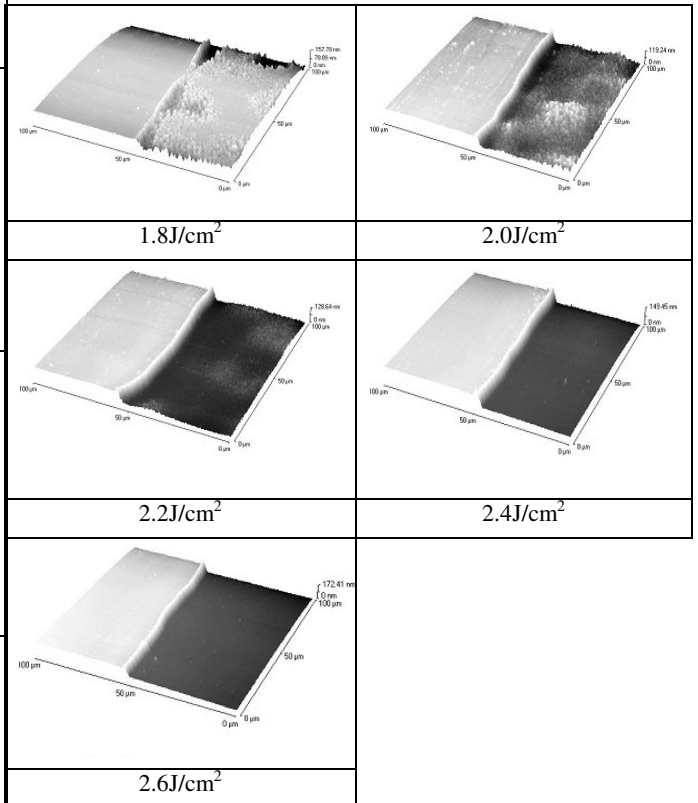 157.78 nm
78.89 nm
0 nm
100 µm
100 µm
50 µm
50 µm
0 µm
0 µm
119.24 nm
0 nm
100 µm
100 µm
50 µm
50 µm
0 µm
0 µm
1.8J/cm²
2.0J/cm²
128.64 nm
0 nm
100 µm
100 µm
50 µm
50 µm
0 µm
0 µm
149.45 nm
0 nm
100 µm
100 µm
50 µm
50 µm
0 µm
0 µm
2.2J/cm²
2.4J/cm²
172.41 nm
0 nm
100 µm
100 µm
50 µm
50 µm
0 µm
0 µm
2.6J/cm²